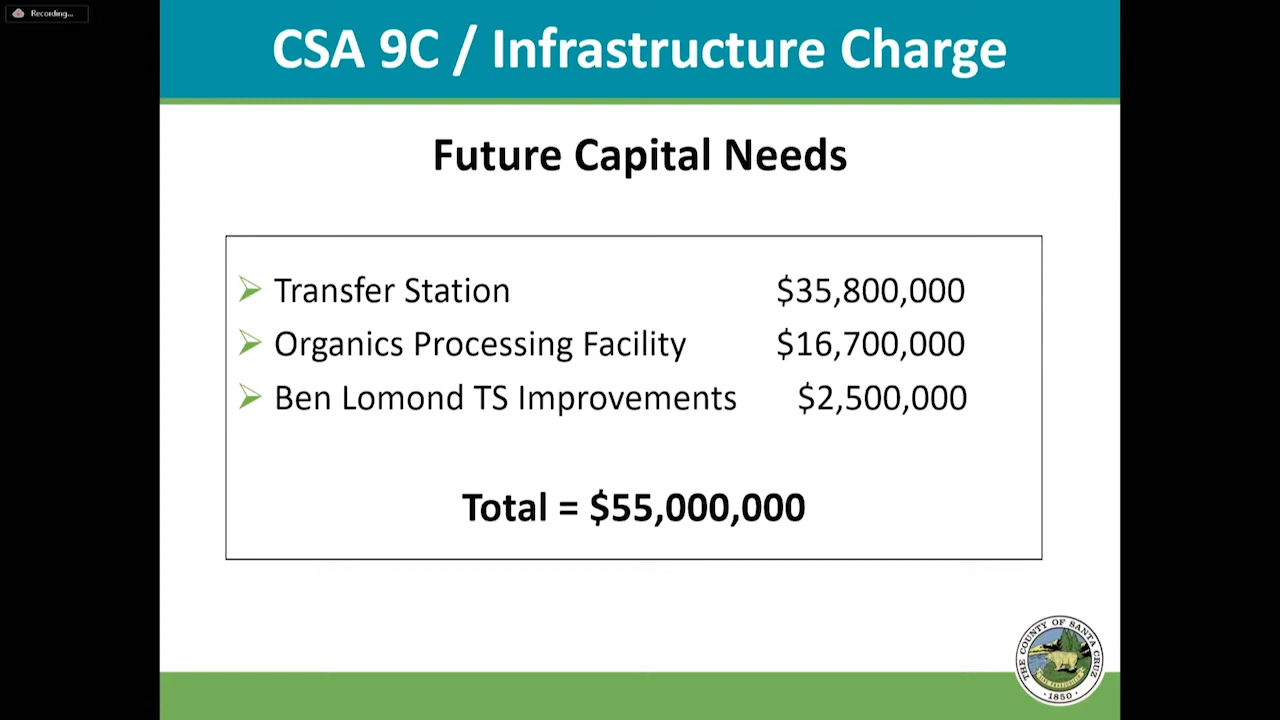 Recording...
CSA 9C / Infrastructure Charge
Future Capital Needs
Transfer Station $35,800,000
Organics Processing Facility $16,700,000
Ben Lomond TS Improvements $2,500,000
Total = $55,000,000
THE COUNTY OF SANTA CRUZ
1850